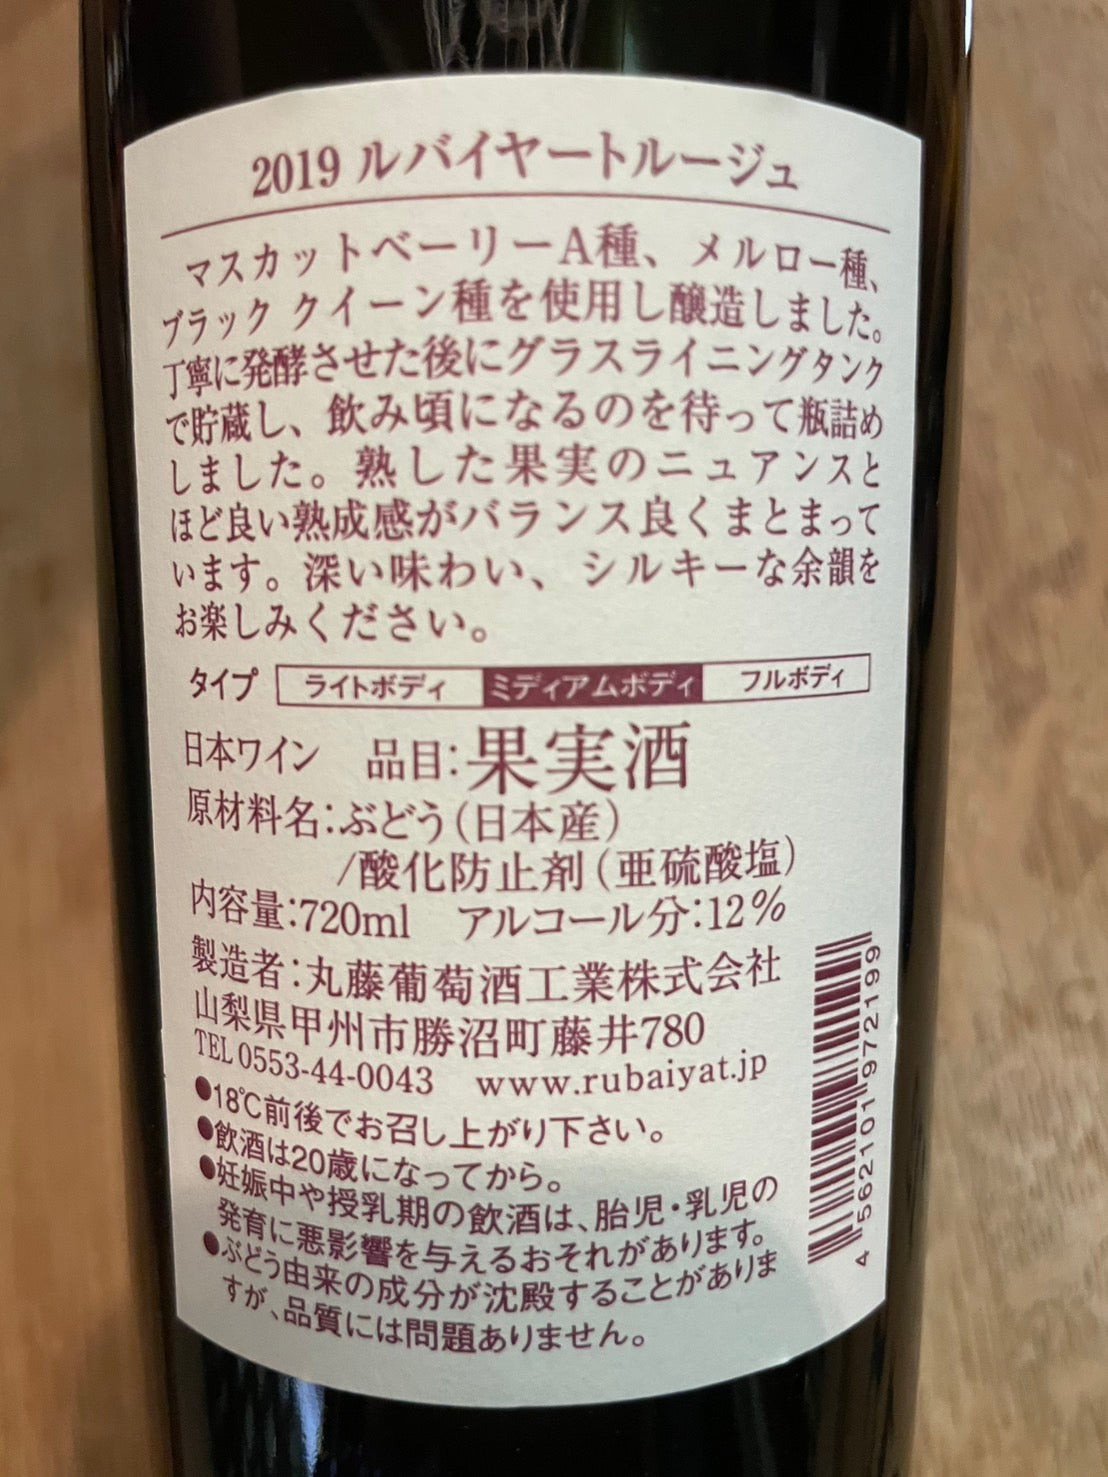 2019 ルバイヤートルージュ
マスカットベーリーA種、メルロー種、
ブラック クイーン種を使用し醸造しました。
丁寧に発酵させた後にグラスライニングタンク
で貯蔵し、飲み頃になるのを待って瓶詰め
しました。熟した果実のニュアンスと
ほど良い熟成感がバランス良くまとまって
います。深い味わい、シルキーな余韻を
お楽しみください。
タイプ ライトボディ ミディアムボディ フルボディ
日本ワイン 品目:果実酒
原材料名:ぶどう(日本産)
/酸化防止剤(亜硫酸塩)
内容量:720ml アルコール分:12%
製造者:丸藤葡萄酒工業株式会社
山梨県甲州市勝沼町藤井780
TEL 0553-44-0043 www.rubaiyat.jp
●18℃前後でお召し上がり下さい。
●飲酒は20歳になってから。
●妊娠中や授乳期の飲酒は、胎児・乳児の
発育に悪影響を与えるおそれがあります。
●ぶどう由来の成分が沈殿することがありま
すが、品質には問題ありません。
4 562101 972199